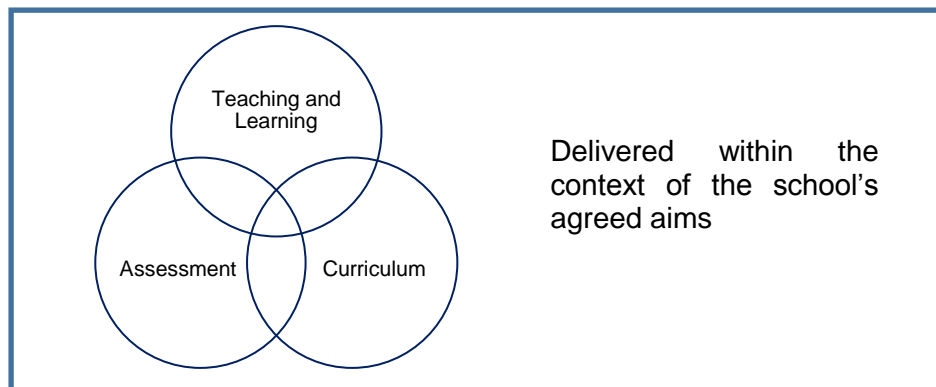 Teaching and
Learning
Assessment
Curriculum
Delivered within the
context of the school's
agreed aims